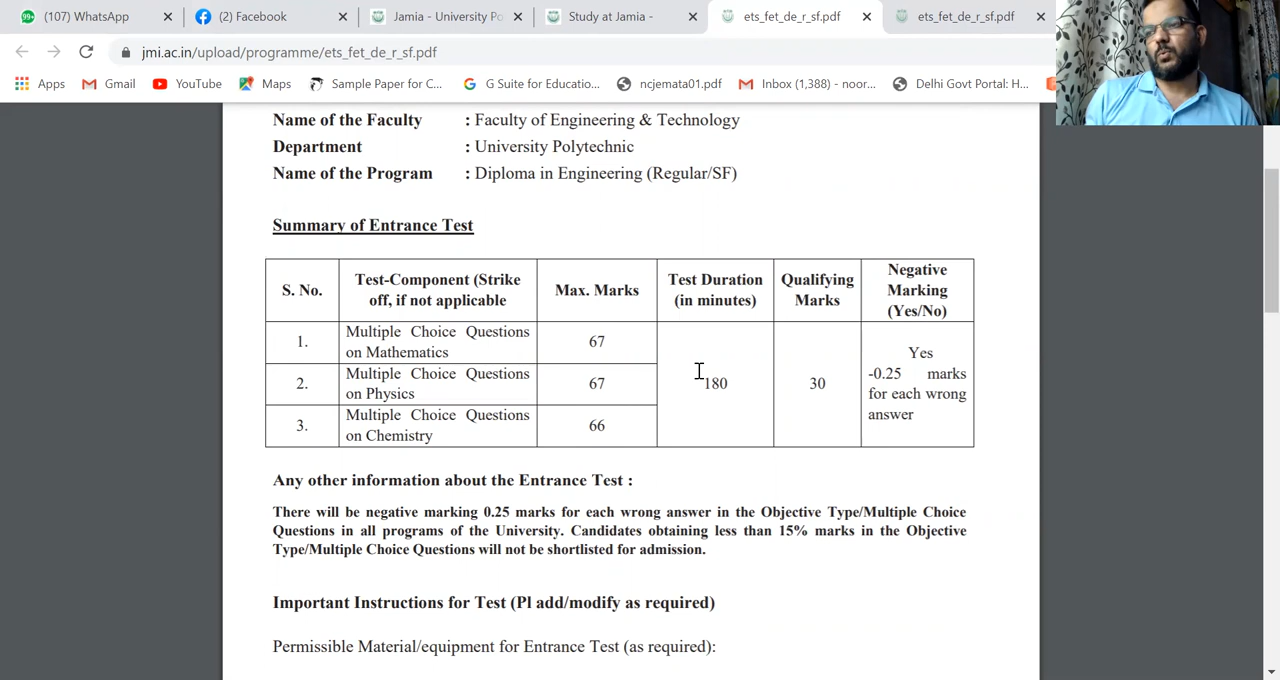 (107) WhatsApp
(2) Facebook
Jamia - University Po
Study at Jamia -
ets_fet_de_r_sf.pdf
ets_fet_de_r_sf.pdf
jmi.ac.in/upload/programme/ets_fet_de_r_sf.pdf
Apps
Gmail
YouTube
Maps
Sample Paper for C...
G Suite for Educatio...
ncjemata01.pdf
Inbox (1,388) - noor...
Delhi Govt Portal: H...
Name of the Faculty : Faculty of Engineering & Technology
Department : University Polytechnic
Name of the Program : Diploma in Engineering (Regular/SF)
Summary of Entrance Test
S. No.
Test-Component (Strike
off, if not applicable
Max. Marks
Test Duration
(in minutes)
Qualifying
Marks
Negative
Marking
(Yes/No)
1.
Multiple Choice Questions
on Mathematics
67
2.
Multiple Choice Questions
on Physics
67
3.
Multiple Choice Questions
on Chemistry
66
180
30
Yes
-0.25 marks
for each wrong
answer
Any other information about the Entrance Test :
There will be negative marking 0.25 marks for each wrong answer in the Objective Type/Multiple Choice
Questions in all programs of the University. Candidates obtaining less than 15% marks in the Objective
Type/Multiple Choice Questions will not be shortlisted for admission.
Important Instructions for Test (Pl add/modify as required)
Permissible Material/equipment for Entrance Test (as required):